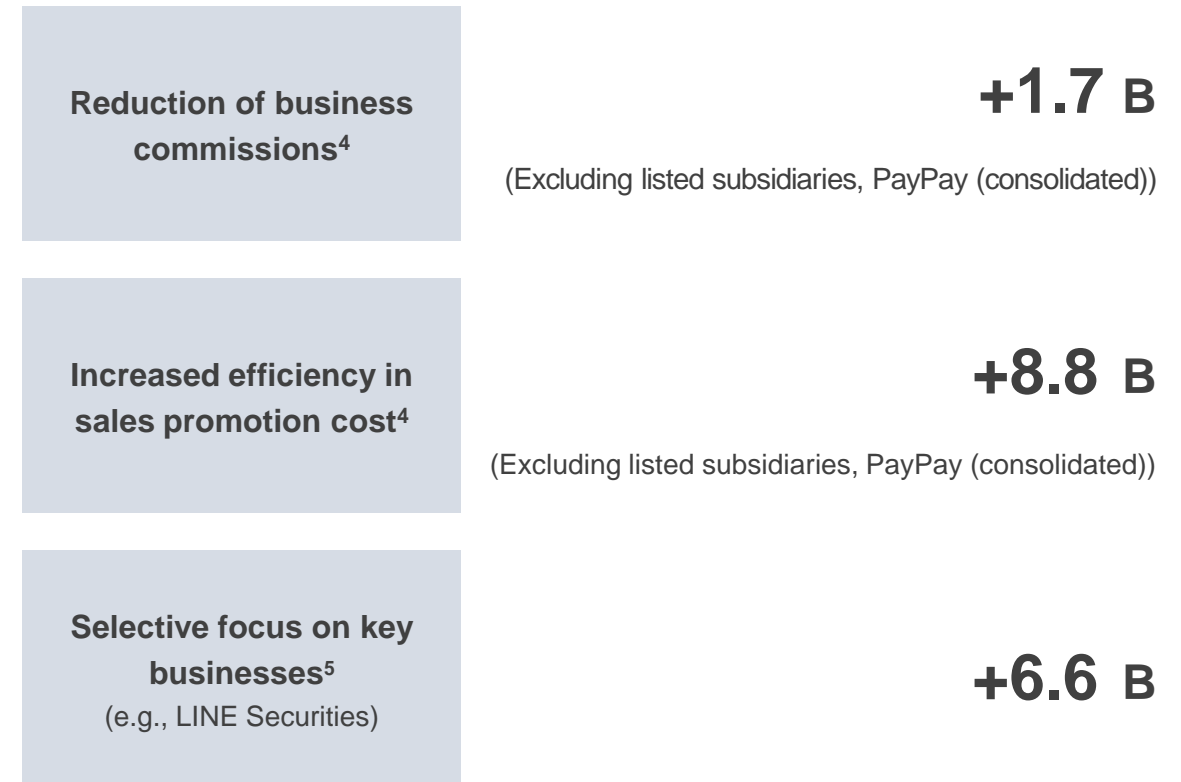 Reduction of business
commissions⁴
+1.7 B
(Excluding listed subsidiaries, PayPay (consolidated))
Increased efficiency in
sales promotion cost⁴
+8.8 B
(Excluding listed subsidiaries, PayPay (consolidated))
Selective focus on key
businesses⁵
(e.g., LINE Securities)
+6.6 B